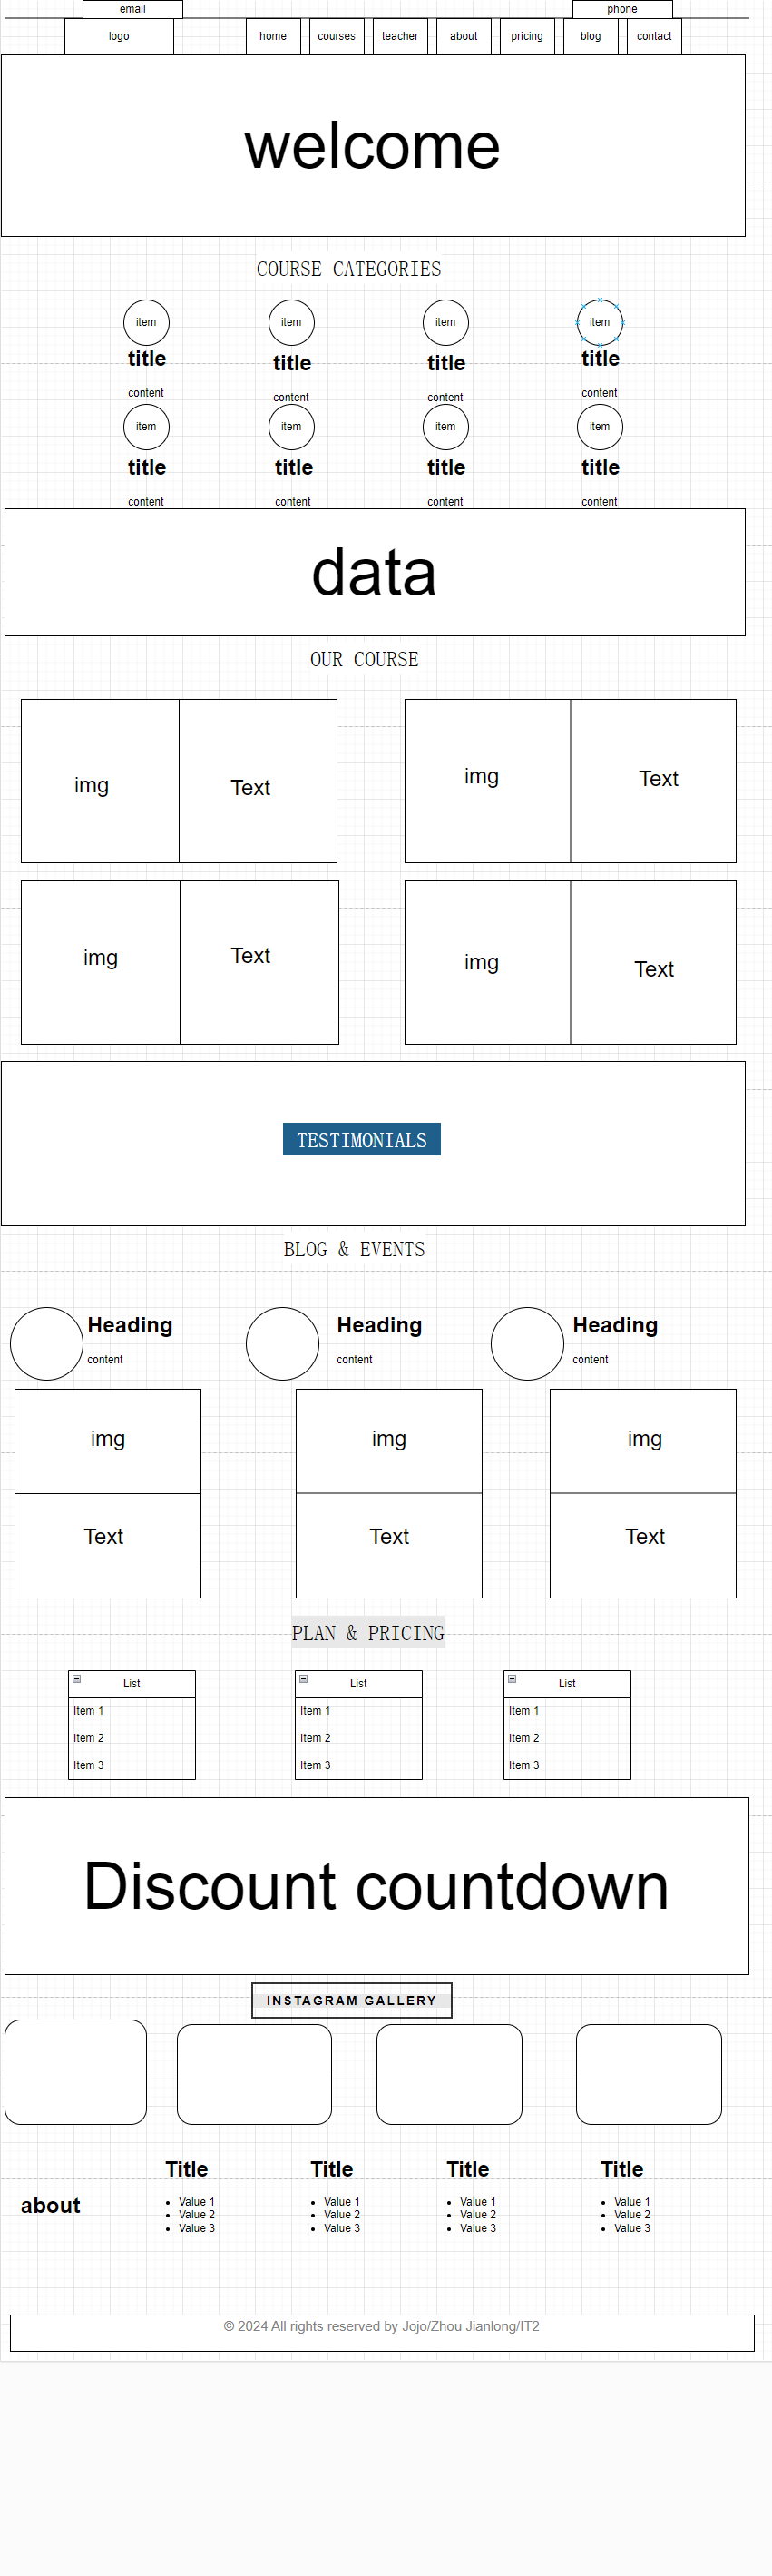 email phone
logo home courses teacher about pricing blog contact
welcome
COURSE CATEGORIES
item item item item
title title title title
content content content content
item item item item
title title title title
content content content content
data
OUR COURSE
img Text img Text
img Text img Text
TESTIMONIALS
BLOG & EVENTS
Heading Heading Heading
content content content
img img img
Text Text Text
PLAN & PRICING
List List List
Item 1 Item 1 Item 1
Item 2 Item 2 Item 2
Item 3 Item 3 Item 3
Discount countdown
INSTAGRAM GALLERY
Title Title Title Title
about
Value 1 Value 1 Value 1 Value 1
Value 2 Value 2 Value 2 Value 2
Value 3 Value 3 Value 3 Value 3
© 2024 All rights reserved by Jojo/Zhou Jianlong/IT2